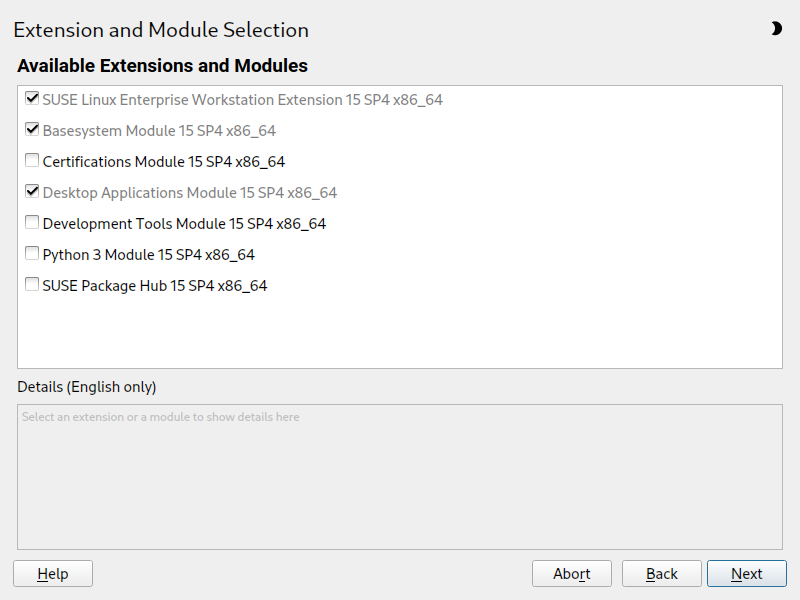 Extension and Module Selection
Available Extensions and Modules
SUSE Linux Enterprise Workstation Extension 15 SP4 x86_64
Basesystem Module 15 SP4 x86_64
Certifications Module 15 SP4 x86_64
Desktop Applications Module 15 SP4 x86_64
Development Tools Module 15 SP4 x86_64
Python 3 Module 15 SP4 x86_64
SUSE Package Hub 15 SP4 x86_64
Details (English only)
Select an extension or a module to show details here
Help Abort Back Next